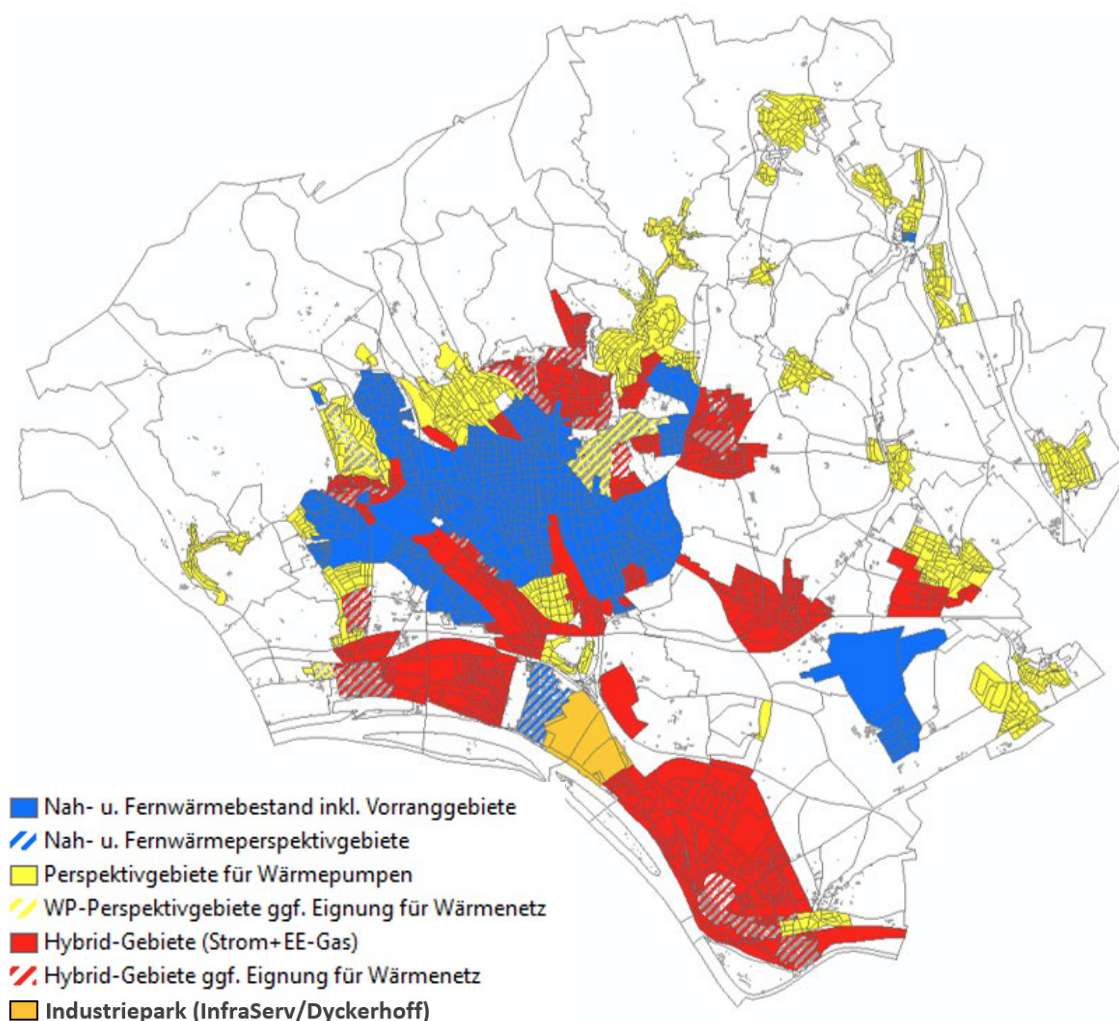 Nah- u. Fernwärmebestand inkl. Vorranggebiete
Nah- u. Fernwärmeperspektivgebiete
Perspektivgebiete für Wärmepumpen
WP-Perspektivgebiete ggf. Eignung für Wärmenetz
Hybrid-Gebiete (Strom+EE-Gas)
Hybrid-Gebiete ggf. Eignung für Wärmenetz
Industriepark (InfraServ/Dyckerhoff)